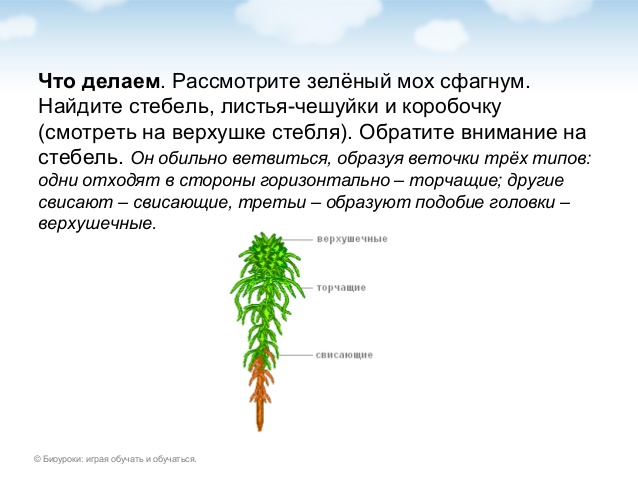 Что делаем. Рассмотрите зелёный мох сфагнум.
Найдите стебель, листья-чешуйки и коробочку
(смотреть на верхушке стебля). Обратите внимание на
стебель. Он обильно ветвиться, образуя веточки трёх типов:
одни отходят в стороны горизонтально – торчащие; другие
свисают – свисающие, третьи – образуют подобие головки –
верхушечные.
верхушечные
торчащие
свисающие
© Биоуроки: играя обучать и обучаться.